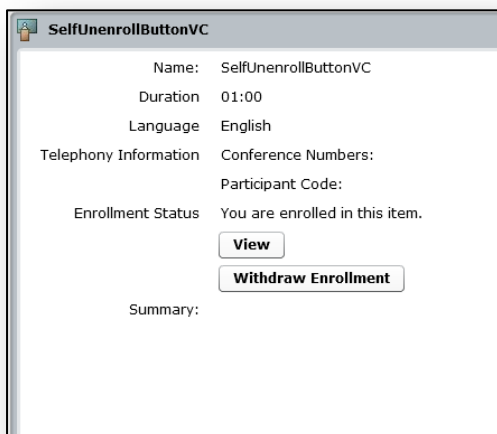 SelfUnenrollButtonVC
Name: SelfUnenrollButtonVC
Duration 01:00
Language English
Telephony Information Conference Numbers:
Participant Code:
Enrollment Status You are enrolled in this item.
View
Withdraw Enrollment
Summary: